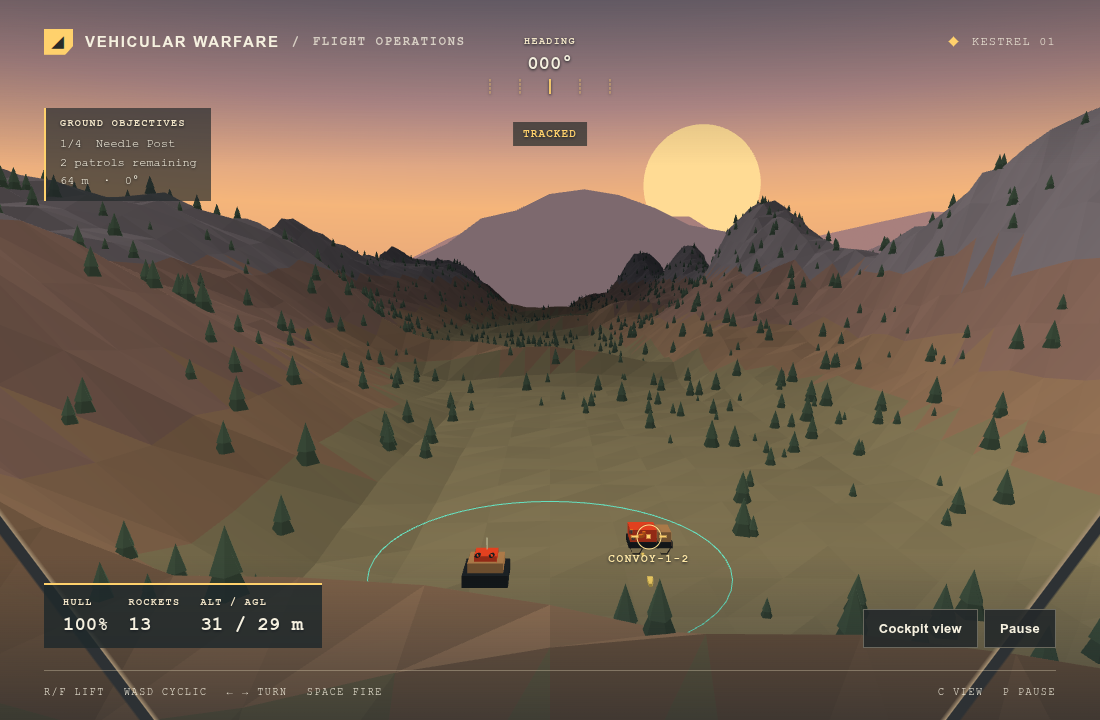 VEHICULAR WARFARE / FLIGHT OPERATIONS
HEADING
000°
KESTREL 01
TRACKED
GROUND OBJECTIVES
1/4 Needle Post
2 patrols remaining
64 m · 0°
CONVOY-1-2
HULL ROCKETS ALT / AGL
100% 13 31 / 29 m
Cockpit view Pause
R/F LIFT WASD CYCLIC ← → TURN SPACE FIRE
C VIEW P PAUSE